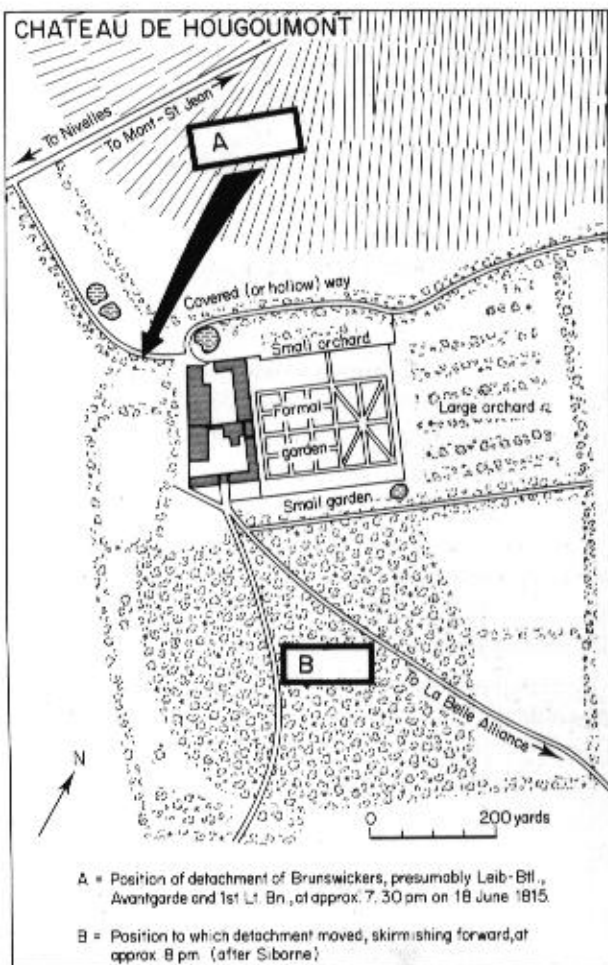 CHATEAU DE HOUGOUMONT
To Nivelles
To Mont-St Jean
A
Covered (or hollow) way
Small orchard
Formal
garden
Large orchard
Small garden
B
To La Belle Alliance
N
0 200 yards
A = Position of detachment of Brunswickers, presumably Leib-Btl.,
Avantgarde and 1st Lt. Bn., at approx. 7.30 pm on 18 June 1815.
B = Position to which detachment moved, skirmishing forward, at
approx 8 pm (after Siborne)